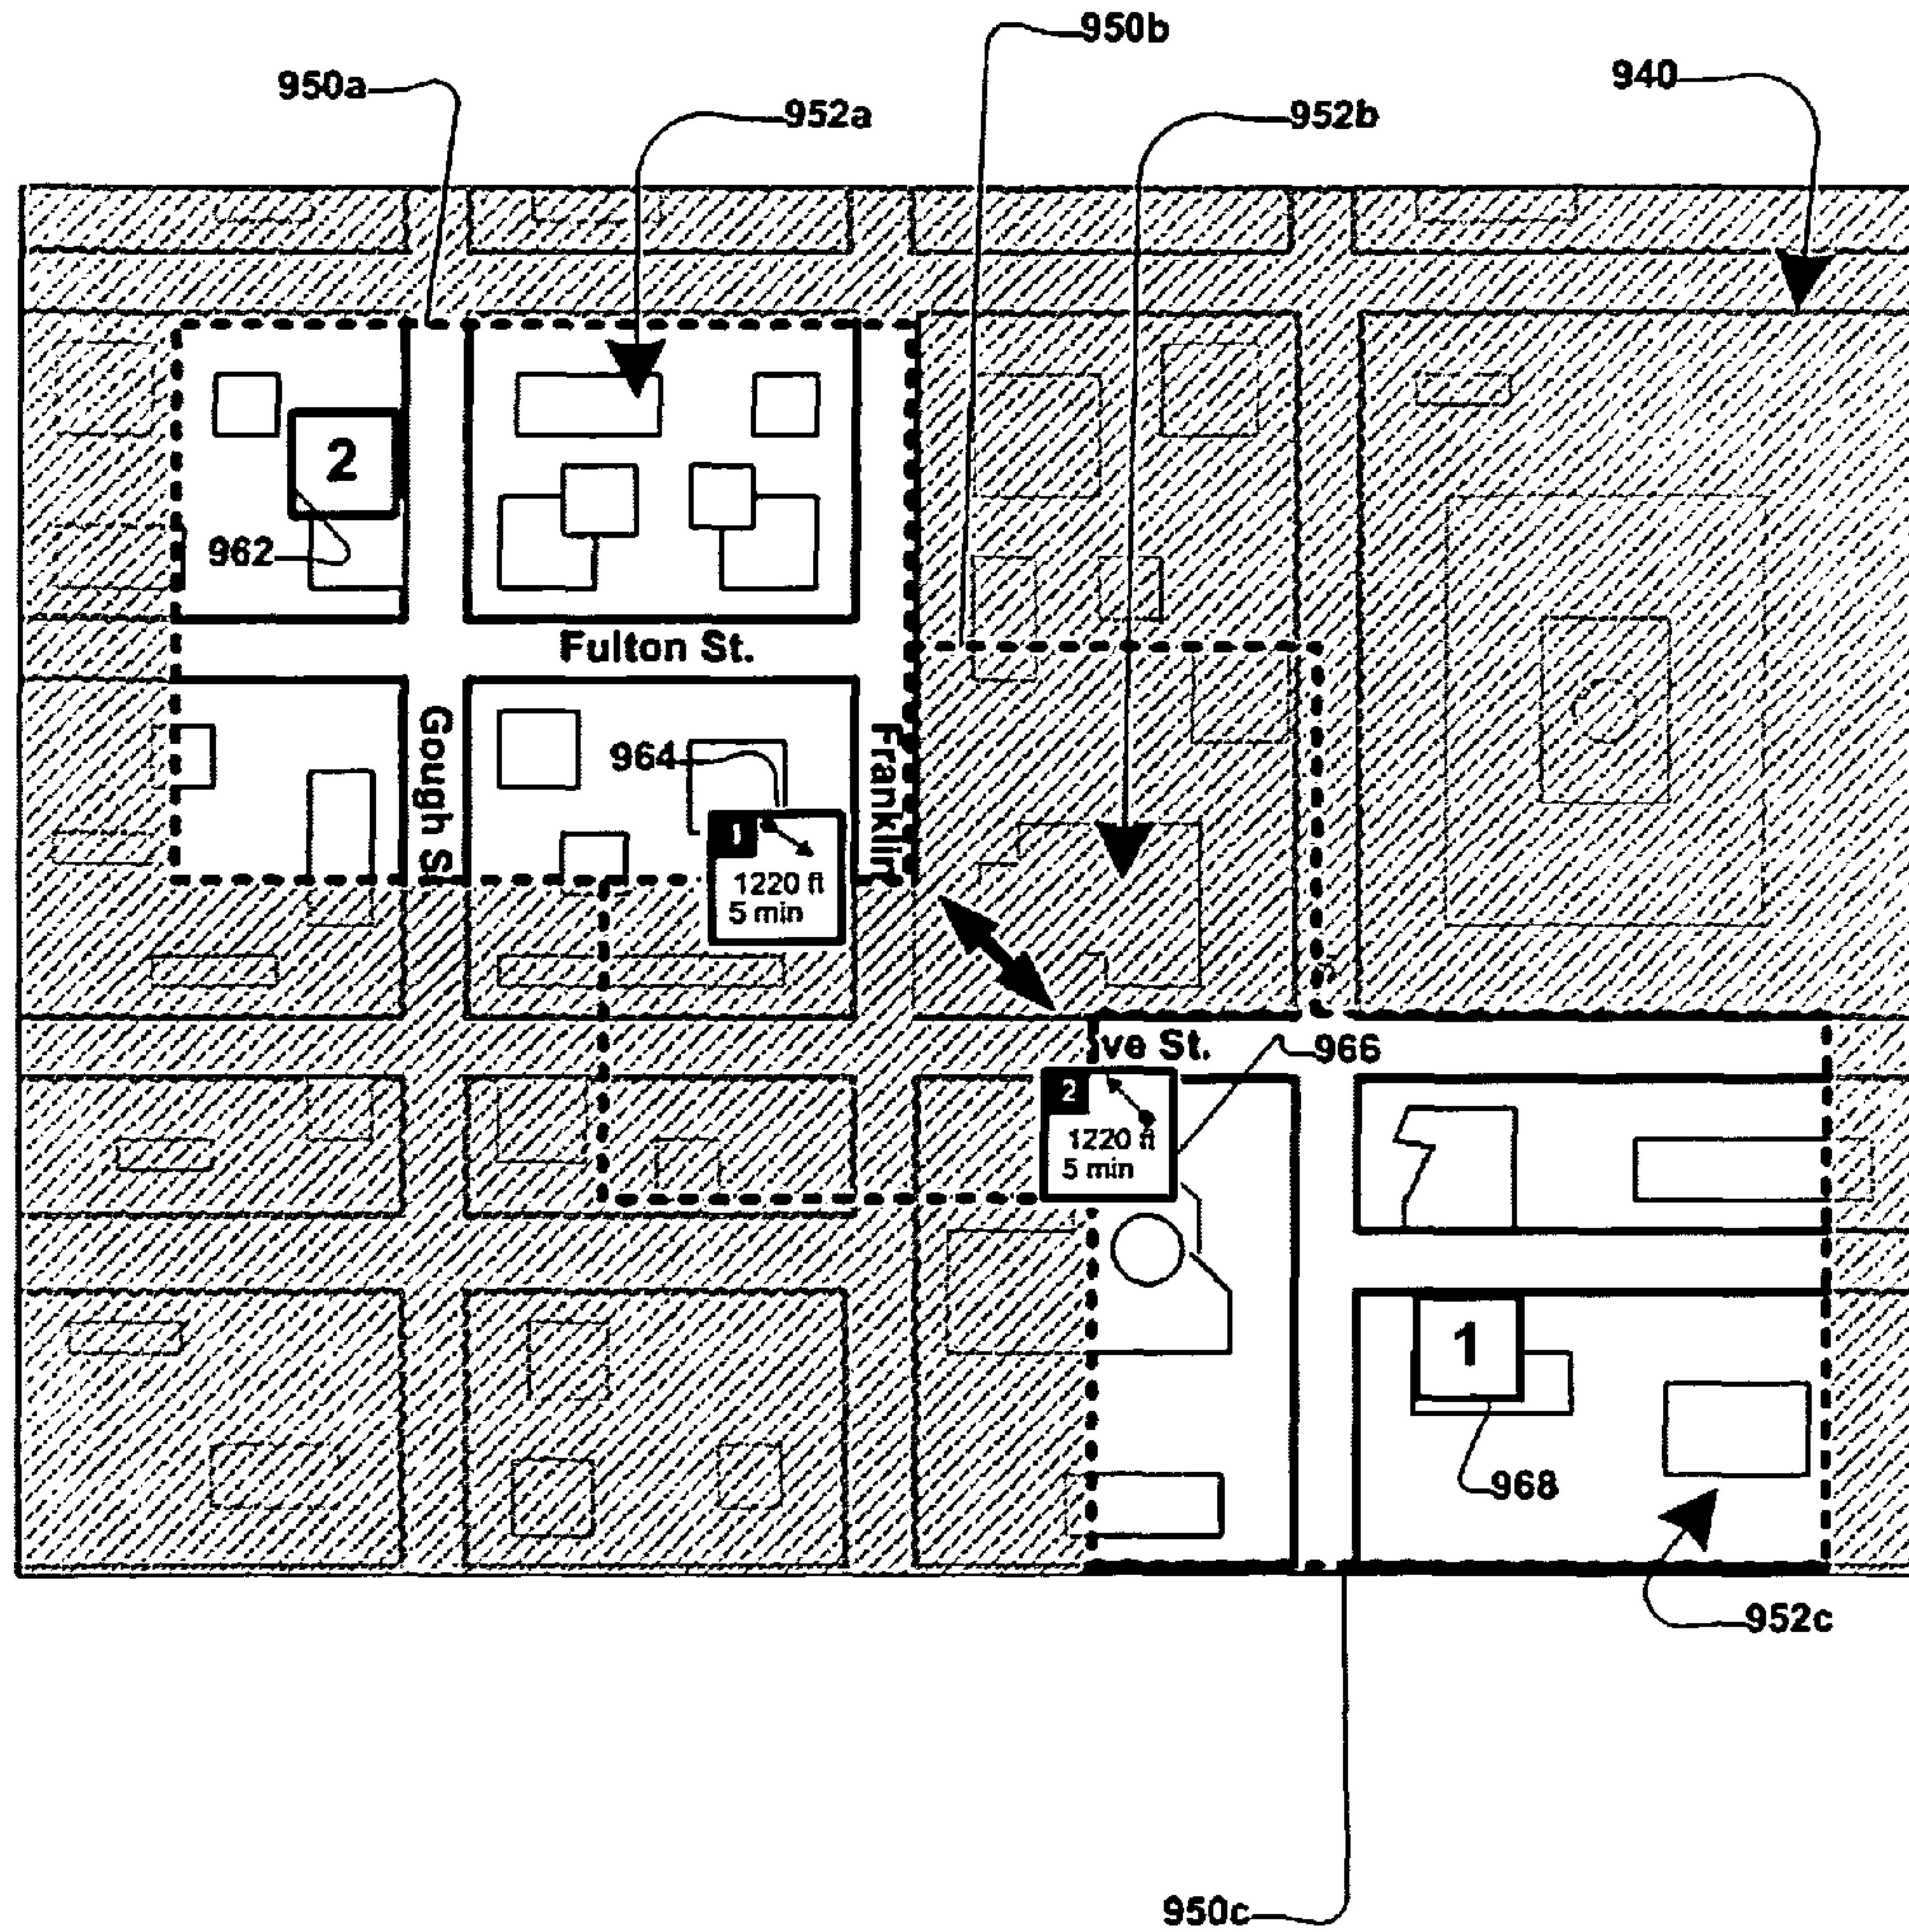 950b
940
950a
952a
952b
2
962
Fulton St.
Gough S
Franklin
964
1
1220 ft
5 min
ve St.
966
2
1220 ft
5 min
1
968
952c
950c